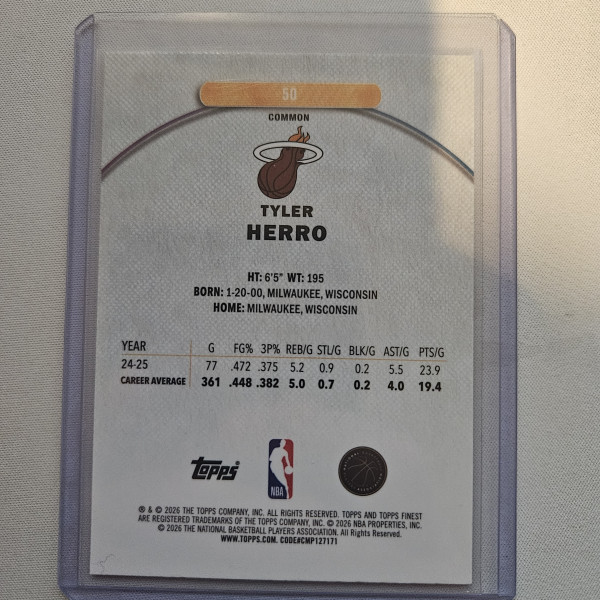 50
COMMON
TYLER
HERRO
HT: 6'5" WT: 195
BORN: 1-20-00, MILWAUKEE, WISCONSIN
HOME: MILWAUKEE, WISCONSIN
YEAR G FG% 3P% REB/G STL/G BLK/G AST/G PTS/G
24-25 77 .472 .375 5.2 0.9 0.2 5.5 23.9
CAREER AVERAGE 361 .448 .382 5.0 0.7 0.2 4.0 19.4
topps
NBA
® & © 2026 THE TOPPS COMPANY, INC. ALL RIGHTS RESERVED. TOPPS AND TOPPS FINEST
ARE REGISTERED TRADEMARKS OF THE TOPPS COMPANY, INC. © 2026 NBA PROPERTIES, INC.
© 2026 THE NATIONAL BASKETBALL PLAYERS ASSOCIATION. All Rights Reserved.
WWW.TOPPS.COM. CODE#CMP127171